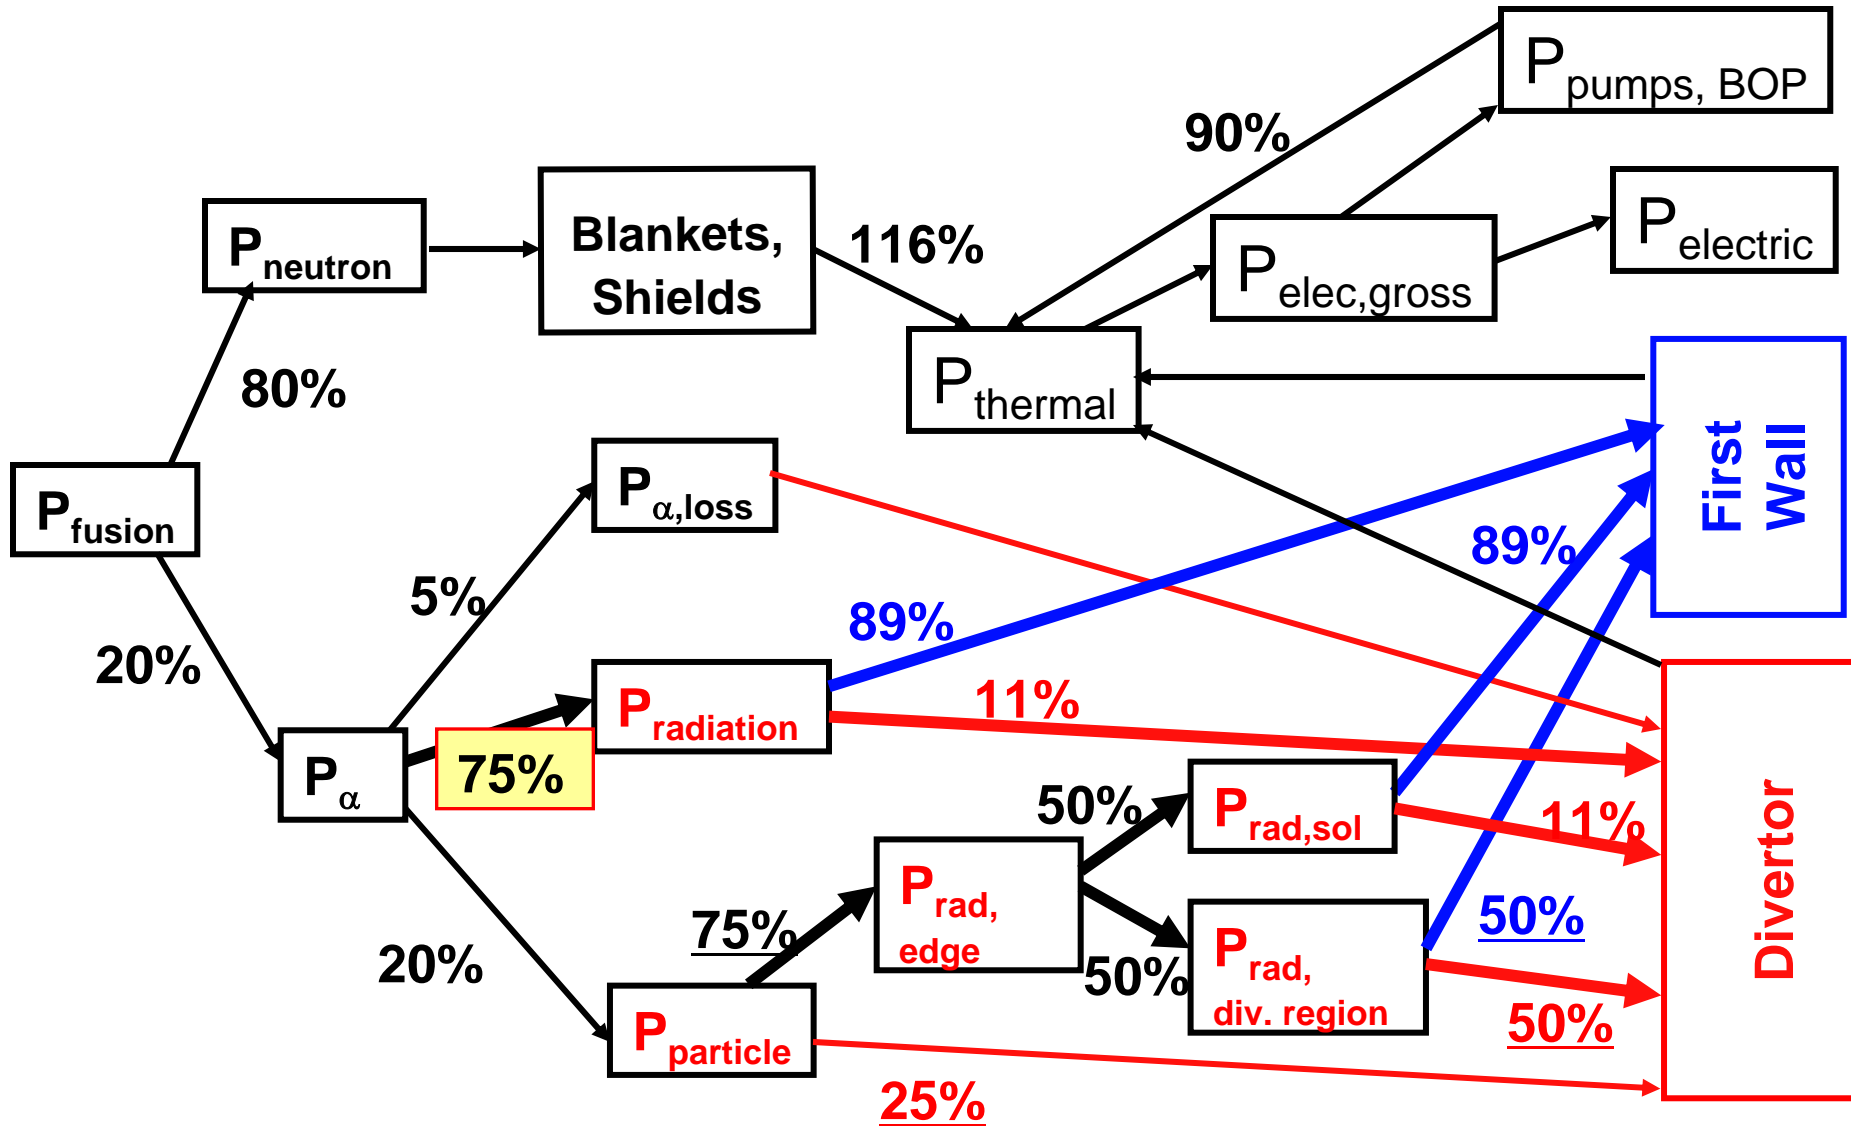 P pumps, BOP
90%
P neutron
Blankets,
Shields
116%
P elec,gross
P electric
80%
P thermal
First
Wall
P fusion
P α,loss
5%
89%
89%
20%
P radiation
11%
75%
P α
50%
P rad,sol
11%
Divertor
75%
P rad,
edge
50%
50%
20%
P rad,
div. region
50%
P particle
25%